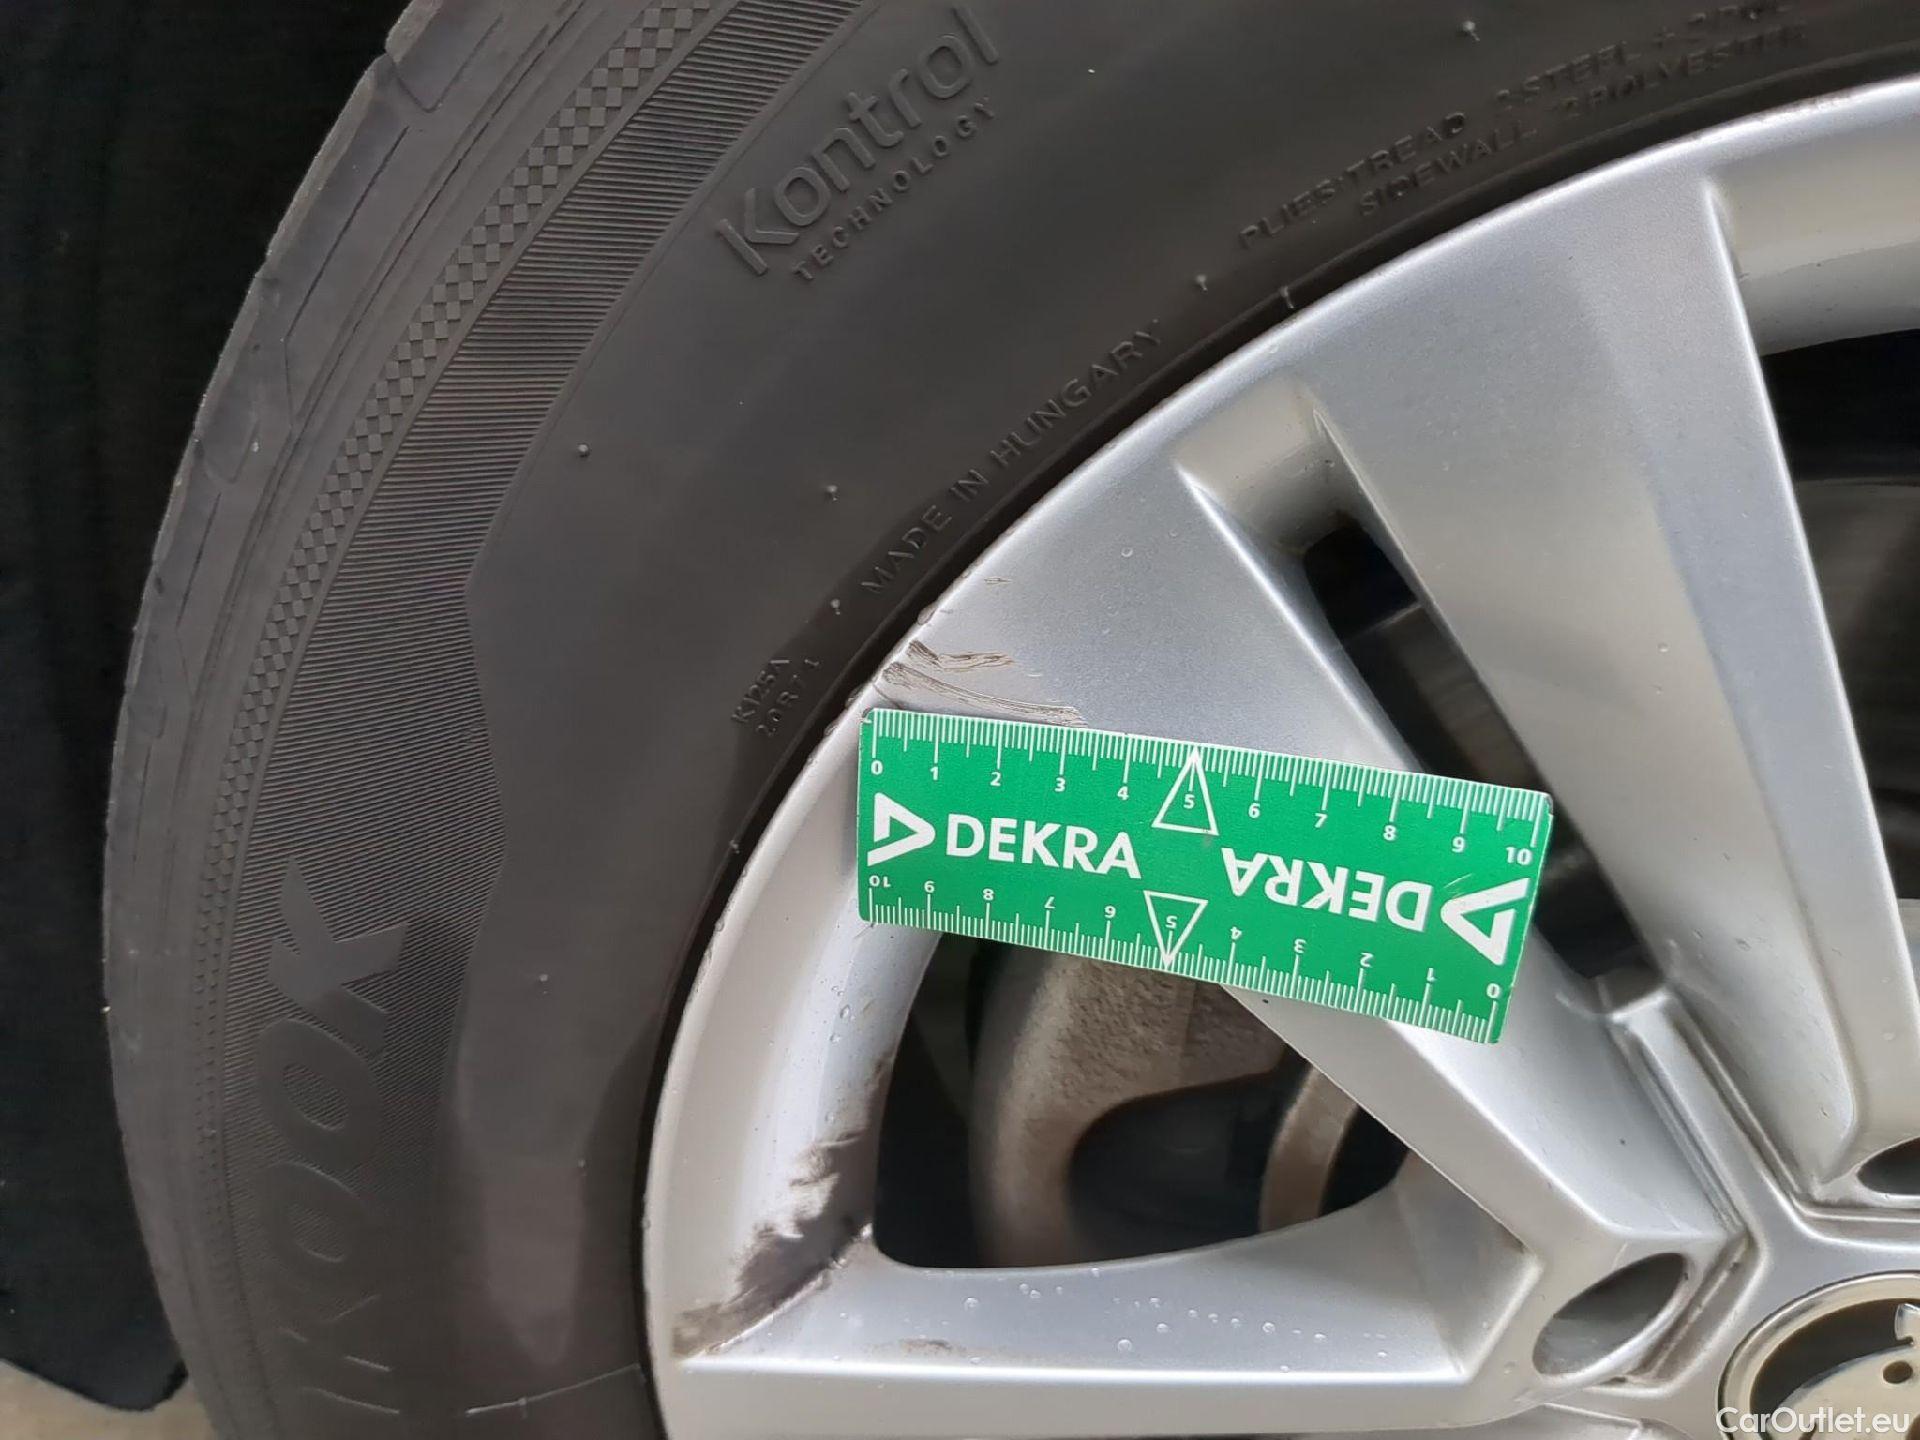 Kontrol
TECHNOLOGY
PLIES: TREAD
SIDEWALL
MADE IN HUNGARY
K125A
0 1 2 3 4 5 6 7 8 9 10
DEKRA
DEKRA
10 9 8 7 6 5 4 3 2 1 0
OOK
CarOutlet.eu